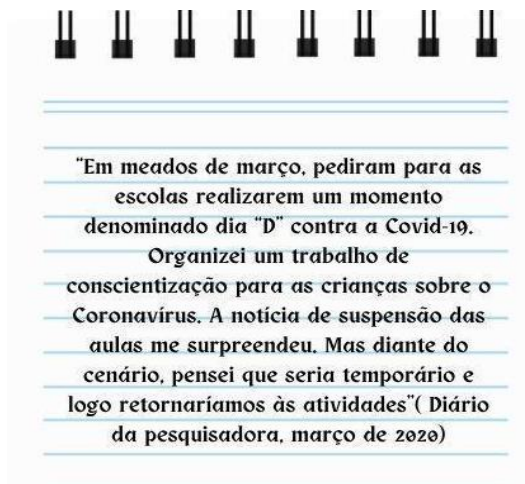 “Em meados de março, pediram para as
escolas realizarem um momento
denominado dia “D” contra a Covid-19.
Organizei um trabalho de
conscientização para as crianças sobre o
Coronavírus. A notícia de suspensão das
aulas me surpreendeu. Mas diante do
cenário, pensei que seria temporário e
logo retornaríamos às atividades”( Diário
da pesquisadora, março de 2020)